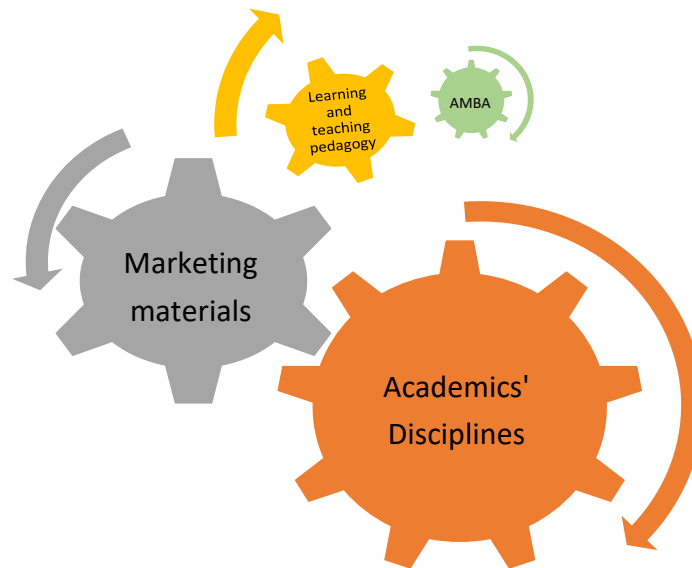 Learning
and
teaching
pedagogy
AMBA
Marketing
materials
Academics'
Disciplines